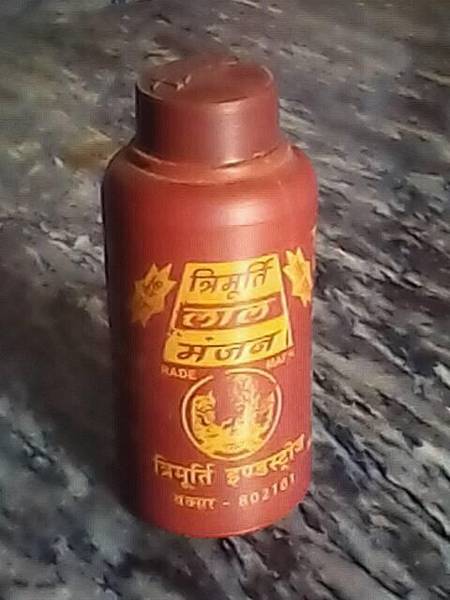 त्रिमूर्ति
लाल
मंजन
TRADE MARK
त्रिमूर्ति इण्डस्ट्रीज
बक्सर - 802101